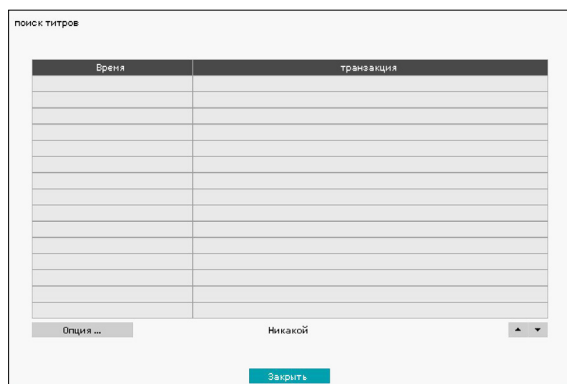 поиск титров
Время транзакция
Опция ... Никакой
Закрыть